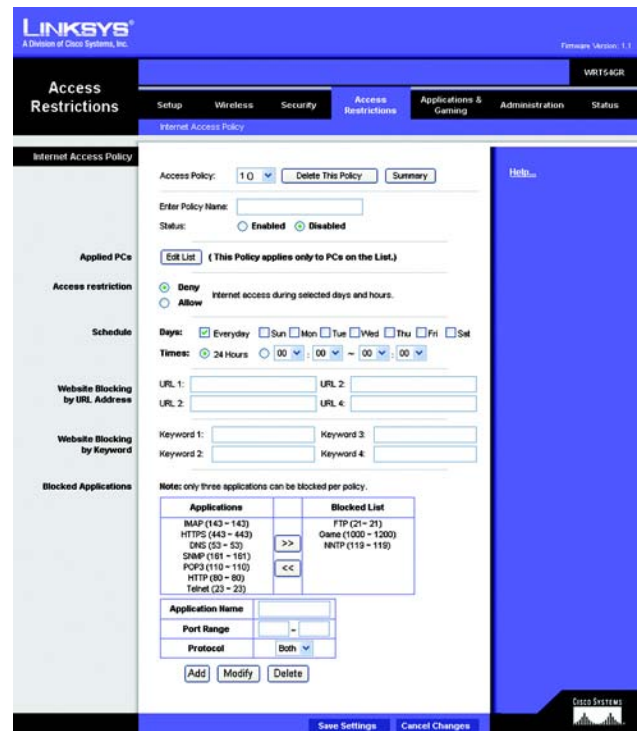 LINKSYS®
A Division of Cisco Systems, Inc.
Firmware Version: 1.1
WRT54GR
Access Restrictions
Setup Wireless Security Access Restrictions Applications & Gaming Administration Status
Internet Access Policy
Internet Access Policy
Access Policy: 1 () Delete This Policy Summary
Help...
Enter Policy Name:
Status: Enabled Disabled
Applied PCs
Edit List ( This Policy applies only to PCs on the List.)
Access restriction
Deny
Allow
Internet access during selected days and hours.
Schedule
Days: Everyday Sun Mon Tue Wed Thu Fri Sat
Times: 24 Hours 00 : 00 ~ 00 : 00
Website Blocking by URL Address
URL 1: URL 2:
URL 2: URL 4:
Website Blocking by Keyword
Keyword 1: Keyword 3:
Keyword 2: Keyword 4:
Blocked Applications
Note: only three applications can be blocked per policy.
Applications Blocked List
IMAP (143 ~ 143) FTP (21~ 21)
HTTPS (443 ~ 443) Game (1000 ~ 1200)
DNS (53 ~ 53) >> NNTP (119 ~ 119)
SNMP (161 ~ 161)
POP3 (110 ~ 110) <<
HTTP (80 ~ 80)
Telnet (23 ~ 23)
Application Name
Port Range ~
Protocol Both
Add Modify Delete
Save Settings Cancel Changes
CISCO SYSTEMS